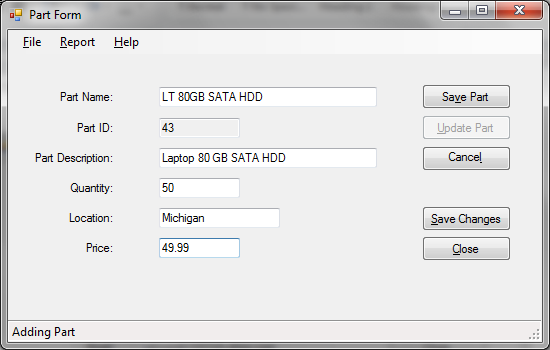 Part Form
File Report Help
Part Name: LT 80GB SATA HDD Save Part
Part ID: 43 Update Part
Part Description: Laptop 80 GB SATA HDD Cancel
Quantity: 50
Location: Michigan Save Changes
Price: 49.99 Close
Adding Part